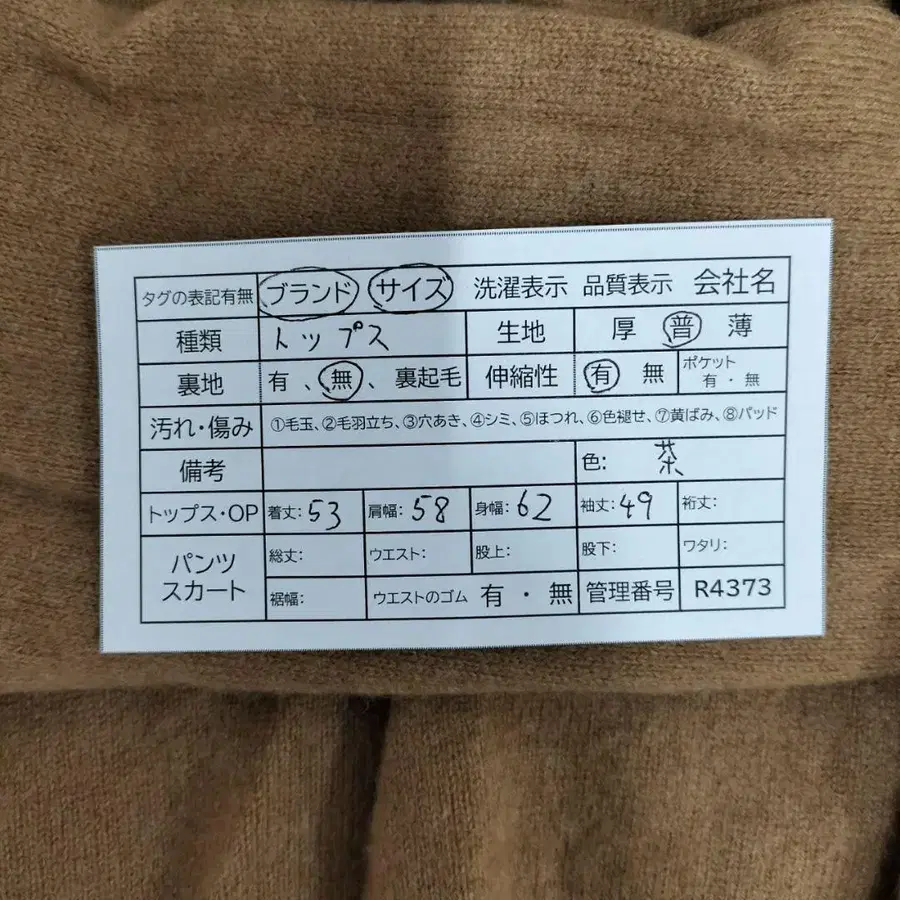 タグの表記有無 ブランド サイズ 洗濯表示 品質表示 会社名
種類 トップス 生地 厚 普 薄
裏地 有 、無、裏起毛 伸縮性 有 無 ポケット 有・無
汚れ・傷み ①毛玉、②毛羽立ち、③穴あき、④シミ、⑤ほつれ、⑥色褪せ、⑦黄ばみ、⑧パッド
備考 色: 茶
トップス・OP 着丈:53 肩幅:58 身幅:62 袖丈:49 裄丈:
パンツ スカート 総丈: ウエスト: 股上: 股下: ワタリ:
裾幅: ウエストのゴム 有 ・ 無 管理番号 R4373